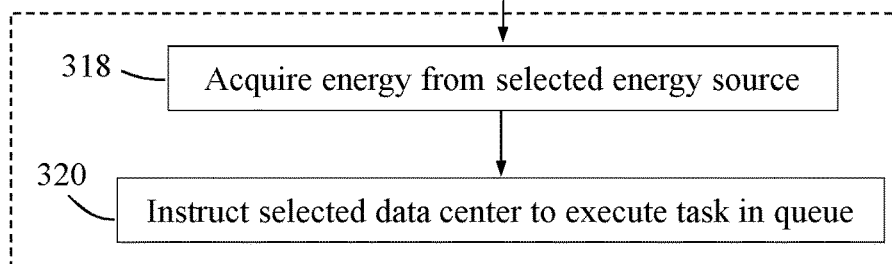 318
Acquire energy from selected energy source
320
Instruct selected data center to execute task in queue